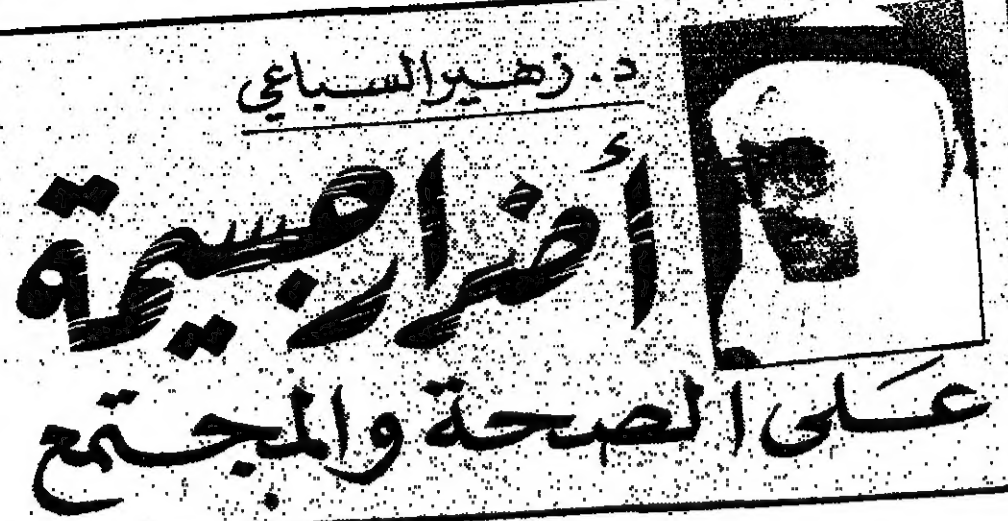 د. زهير السباعي
أضرار جسيمة
على الصحة والمجتمع